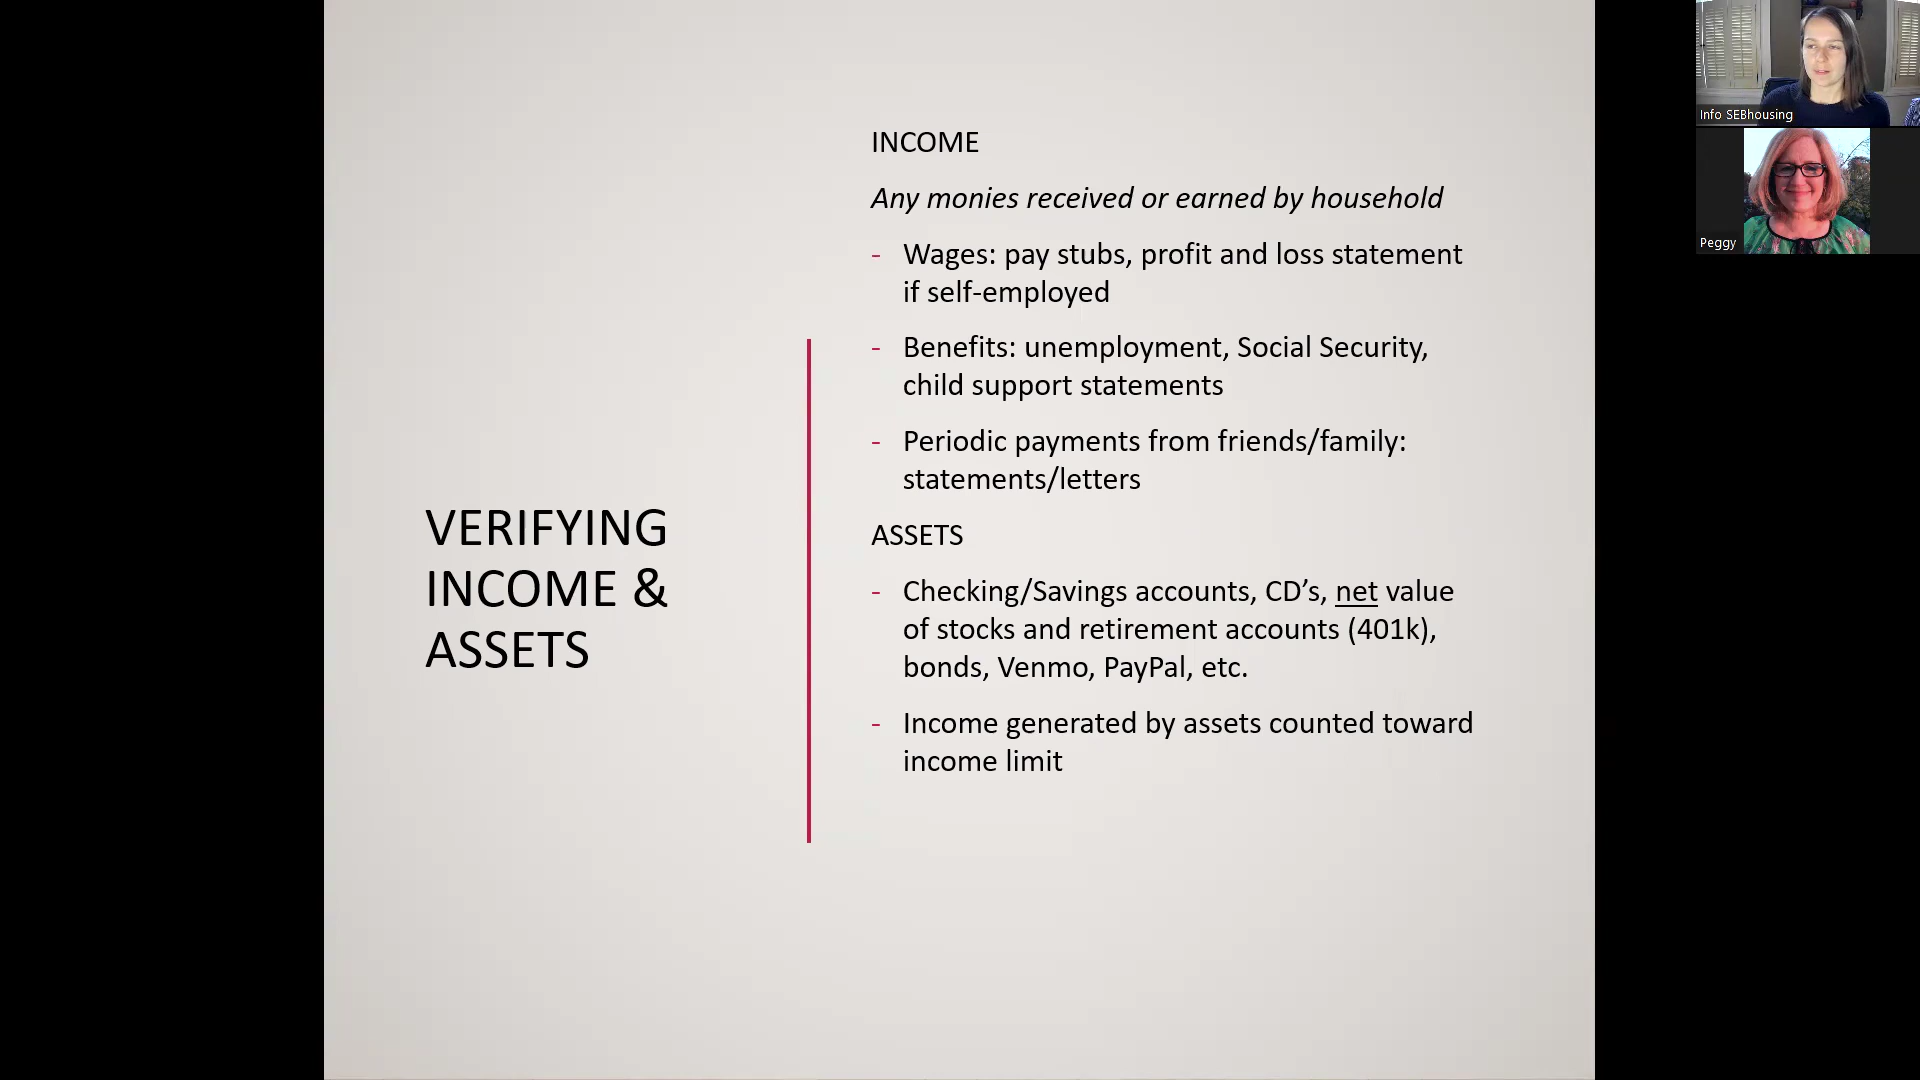 VERIFYING
INCOME &
ASSETS
INCOME
Any monies received or earned by household
- Wages: pay stubs, profit and loss statement
if self-employed
- Benefits: unemployment, Social Security,
child support statements
- Periodic payments from friends/family:
statements/letters
ASSETS
- Checking/Savings accounts, CD’s, net value
of stocks and retirement accounts (401k),
bonds, Venmo, PayPal, etc.
- Income generated by assets counted toward
income limit
Info SEBhousing
Peggy